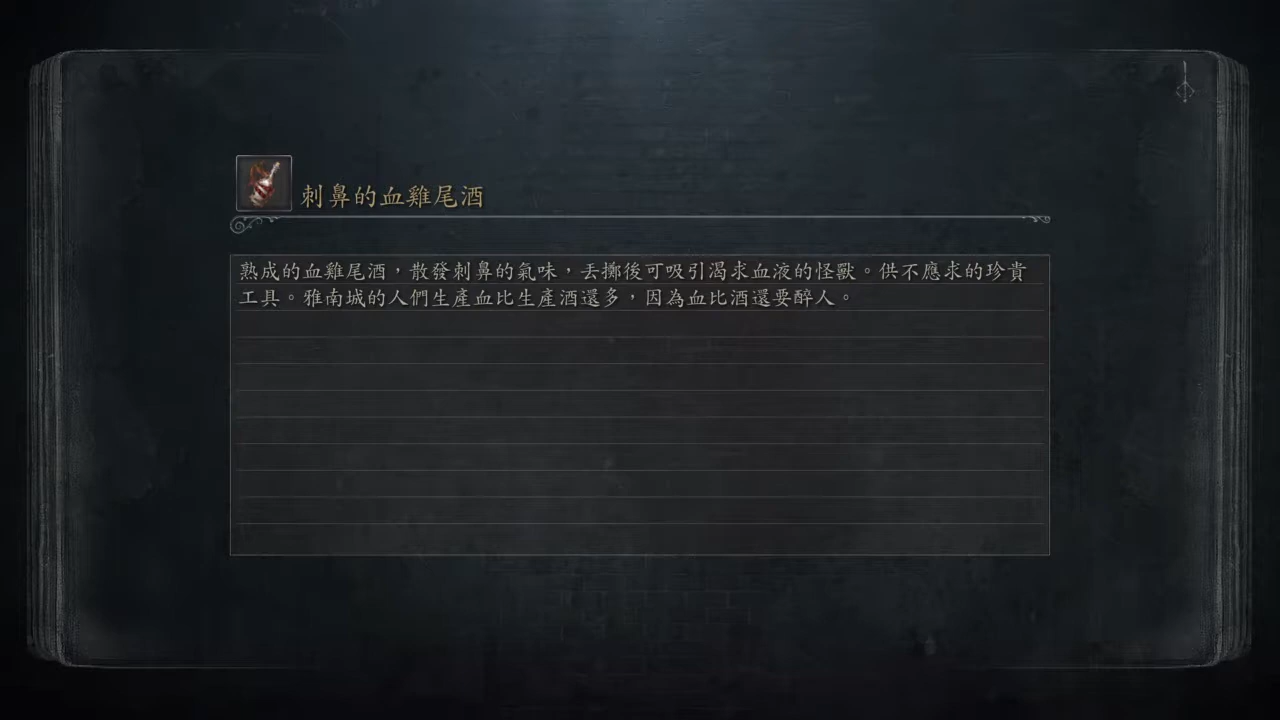 刺鼻的血雞尾酒
熟成的血雞尾酒，散發刺鼻的氣味，丟擲後可吸引渴求血液的怪獸。供不應求的珍貴
工具。雅南城的人們生產血比生產酒還多，因為血比酒還要醉人。